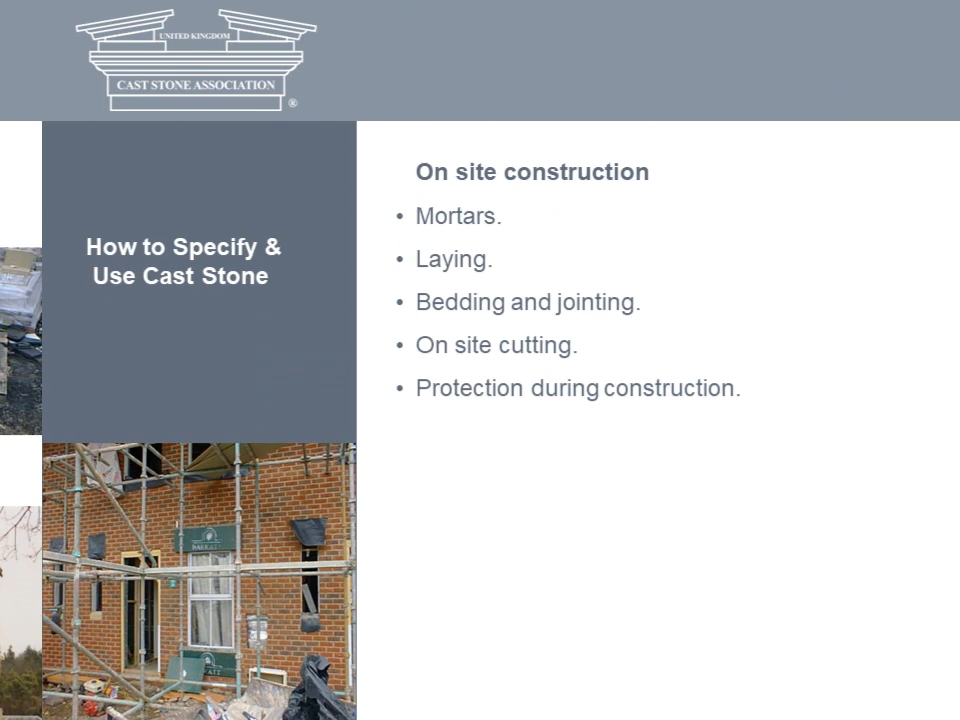 UNITED KINGDOM
CAST STONE ASSOCIATION
®
How to Specify &
Use Cast Stone
On site construction
• Mortars.
• Laying.
• Bedding and jointing.
• On site cutting.
• Protection during construction.